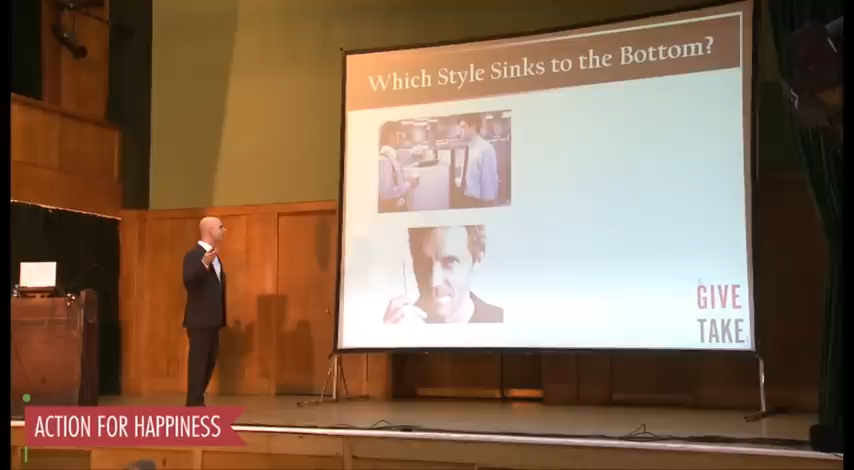 Which Style Sinks to the Bottom?
GIVE
TAKE
ACTION FOR HAPPINESS